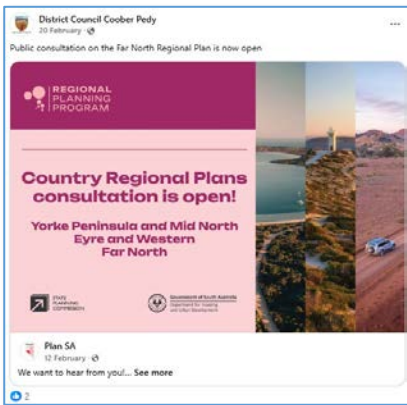 District Council Coober Pedy
20 February ·
Public consultation on the Far North Regional Plan is now open
REGIONAL
PLANNING
PROGRAM
Country Regional Plans
consultation is open!
Yorke Peninsula and Mid North
Eyre and Western
Far North
STATE
PLANNING
COMMISSION
Government of South Australia
Department for Housing
and Urban Development
Plan SA
12 February ·
We want to hear from you!... See more
2